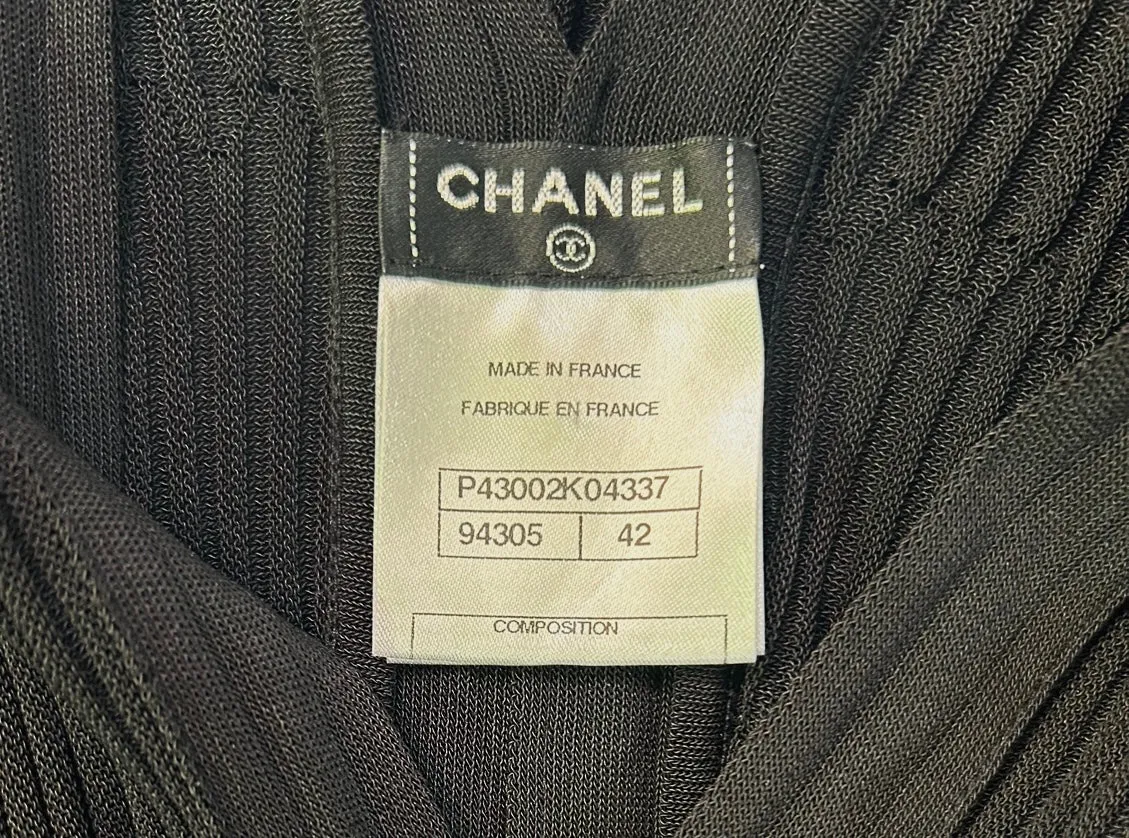 CHANEL
MADE IN FRANCE
FABRIQUE EN FRANCE
P43002K04337
94305 42
COMPOSITION